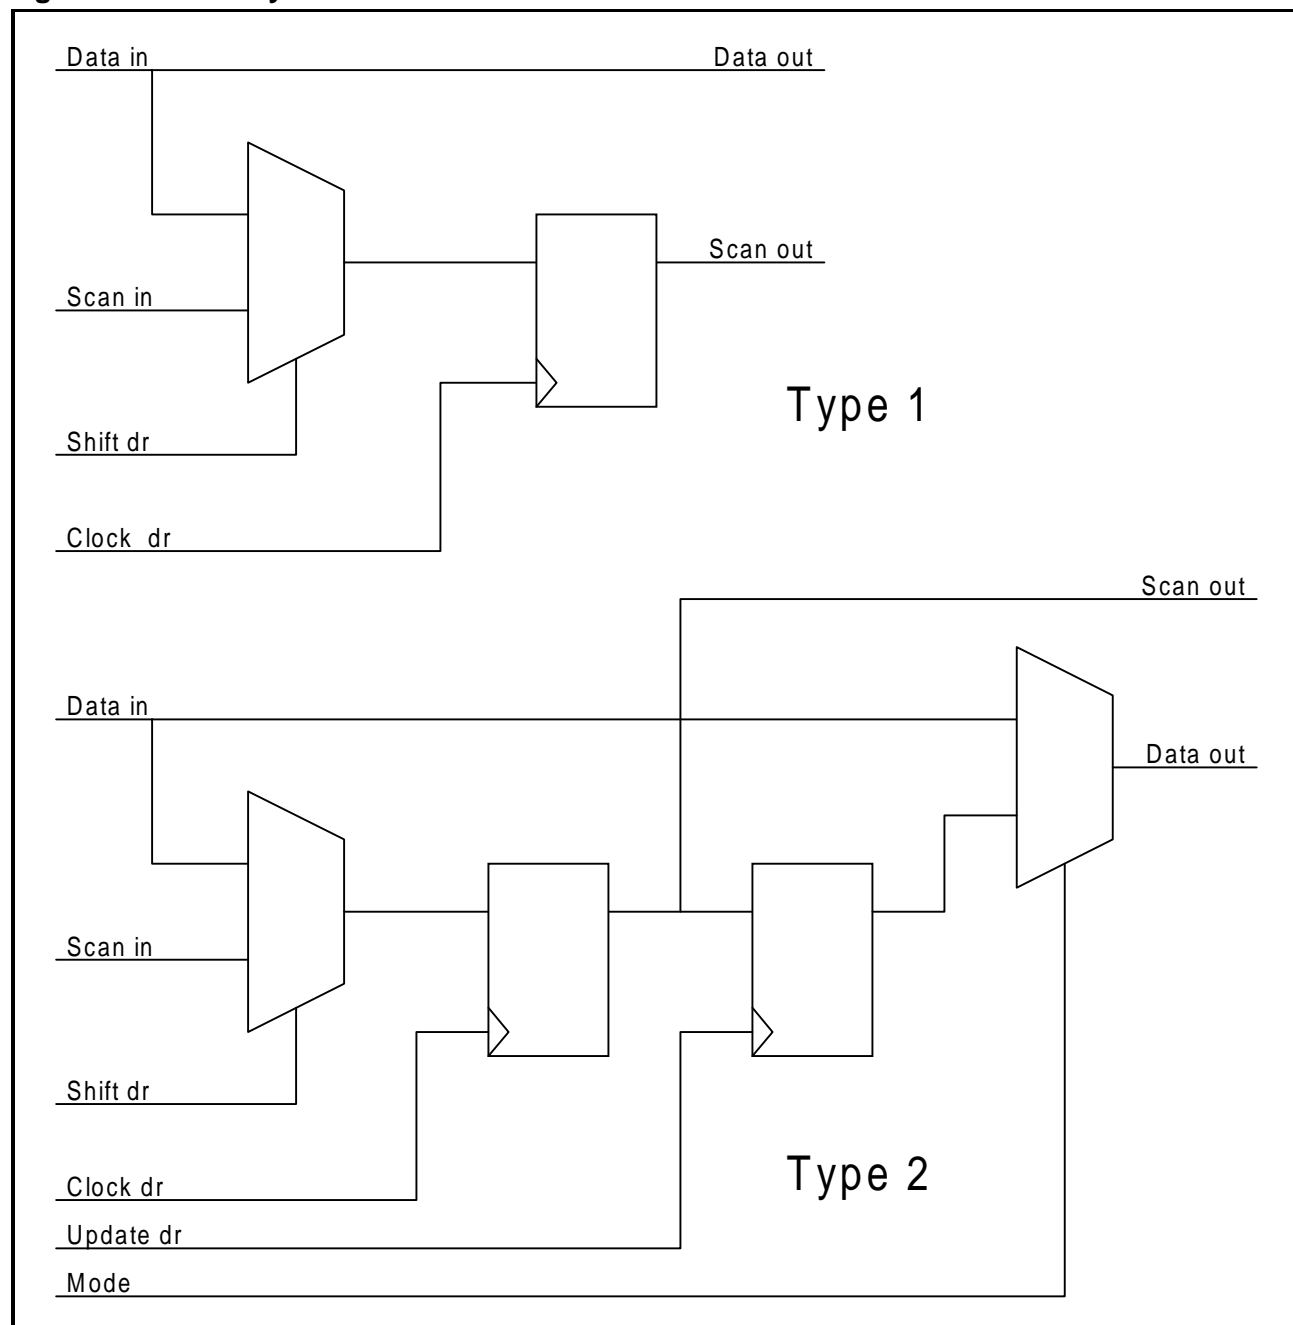 Data in
Data out
Scan out
Scan in
Type 1
Shift dr
Clock dr
Scan out
Data in
Data out
Scan in
Shift dr
Type 2
Clock dr
Update dr
Mode